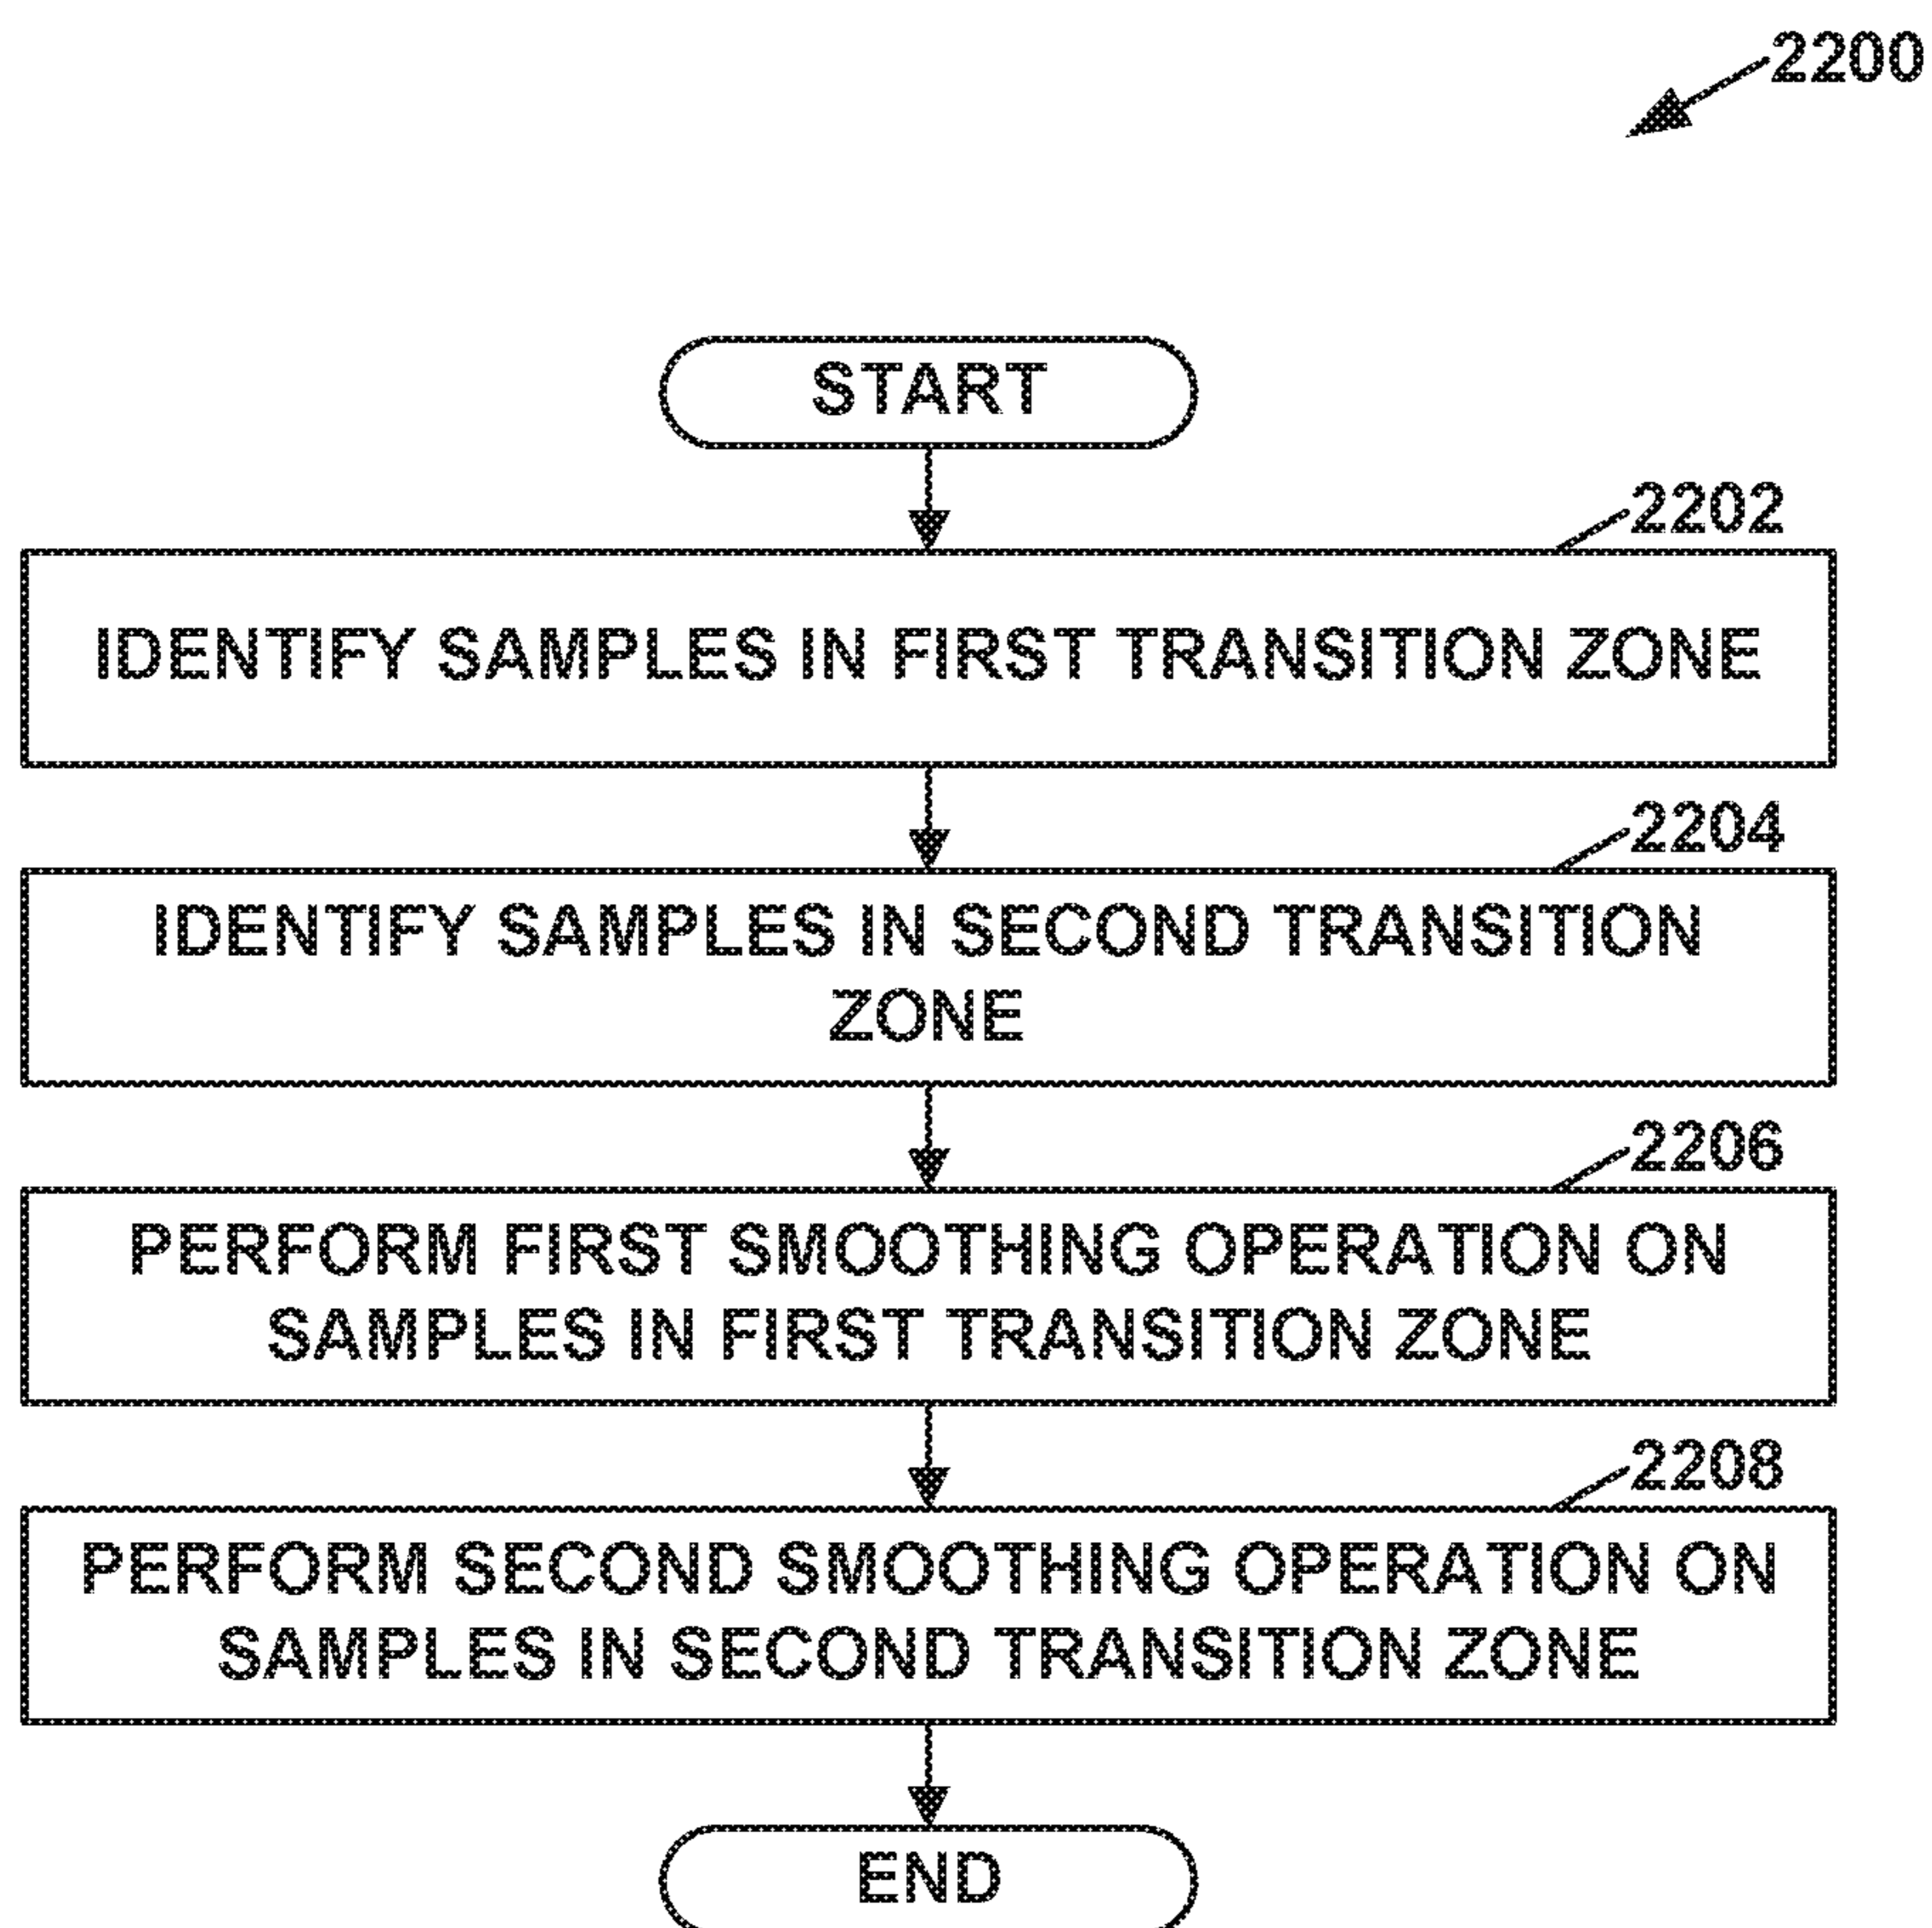 2200
START
2202
IDENTIFY SAMPLES IN FIRST TRANSITION ZONE
2204
IDENTIFY SAMPLES IN SECOND TRANSITION
ZONE
2206
PERFORM FIRST SMOOTHING OPERATION ON
SAMPLES IN FIRST TRANSITION ZONE
2208
PERFORM SECOND SMOOTHING OPERATION ON
SAMPLES IN SECOND TRANSITION ZONE
END